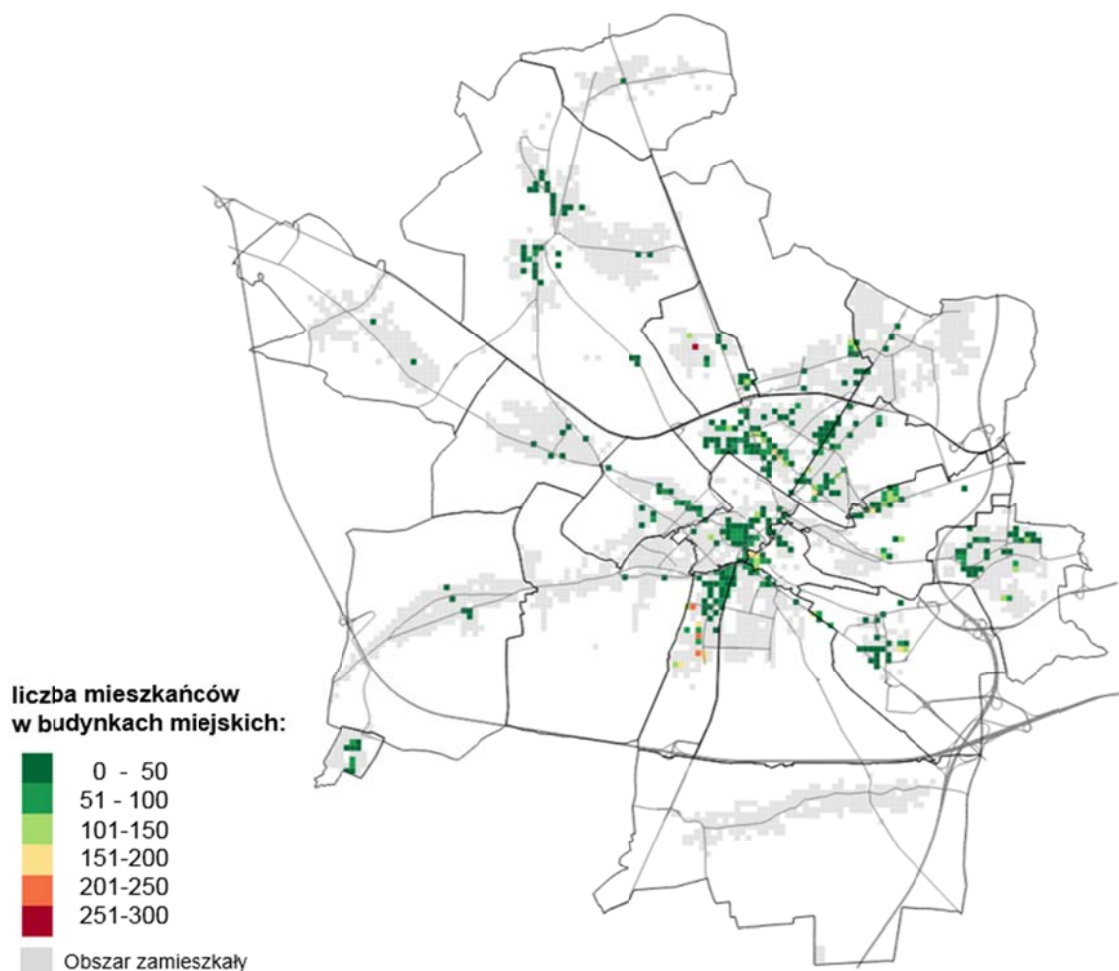 liczba mieszkańców
w budynkach miejskich:
0 - 50
51 - 100
101-150
151-200
201-250
251-300
Obszar zamieszkały